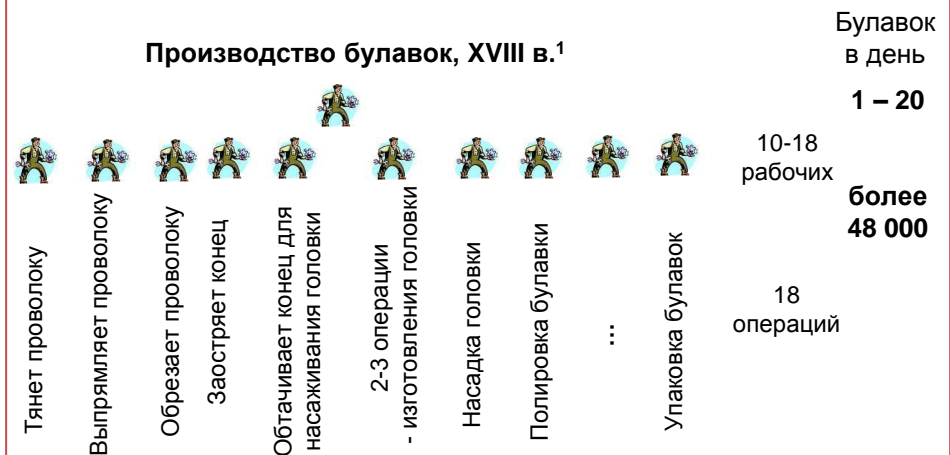 Булавок
в день
Производство булавок, XVIII в.¹
1 – 20
10-18
рабочих
более
48 000
Тянет проволоку
Выпрямляет проволоку
Обрезает проволоку
Заостряет конец
Обтачивает конец для
насаживания головки
2-3 операции
- изготовления головки
Насадка головки
Полировка булавки
...
Упаковка булавок
18
операций